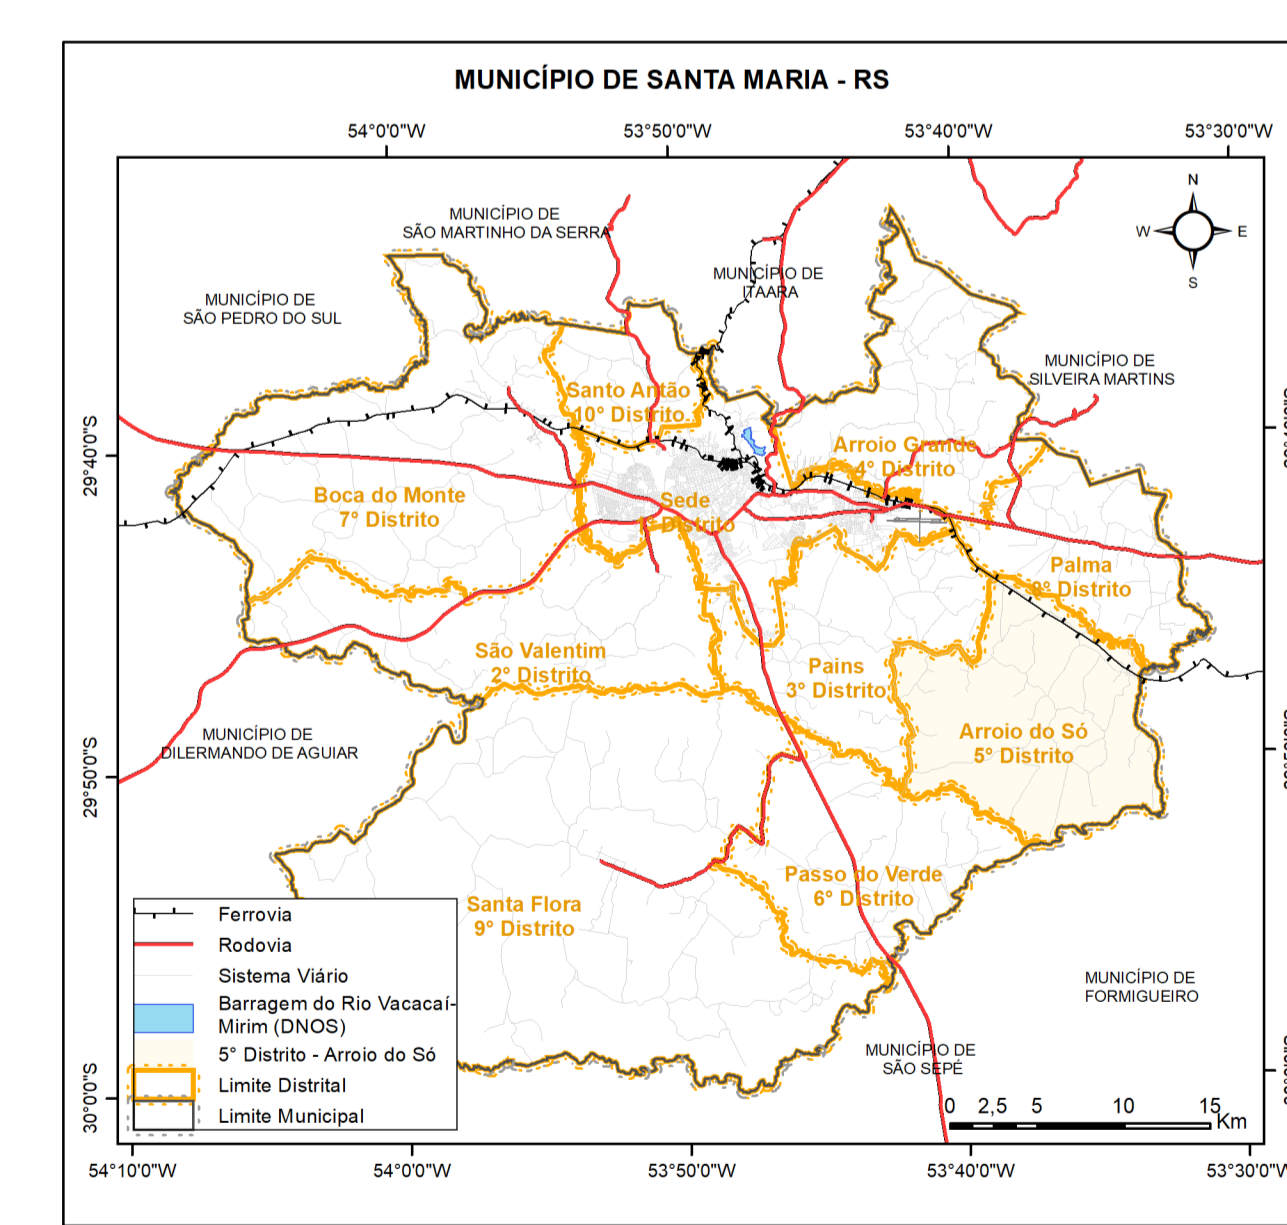 MUNICÍPIO DE SANTA MARIA - RS
54°0'0"W
53°50'0"W
53°40'0"W
53°30'0"W
N
W
E
S
MUNICÍPIO DE
SÃO MARTINHO DA SERRA
MUNICÍPIO DE
ITAARA
MUNICÍPIO DE
SÃO PEDRO DO SUL
MUNICÍPIO DE
SILVEIRA MARTINS
Santo Antão
10° Distrito
Arroio Grande
4° Distrito
29°40'0"S
Boca do Monte
7° Distrito
Sede
1° Distrito
Palma
8° Distrito
São Valentim
2° Distrito
Pains
3° Distrito
Arroio do Só
5° Distrito
MUNICÍPIO DE
DILERMANDO DE AGUIAR
29°50'0"S
Passo do Verde
6° Distrito
Santa Flora
9° Distrito
MUNICÍPIO DE
FORMIGUEIRO
MUNICÍPIO DE
SÃO SEPÉ
Ferrovia
Rodovia
Sistema Viário
Barragem do Rio Vacacaí-
Mirim (DNOS)
5° Distrito - Arroio do Só
Limite Distrital
Limite Municipal
30°0'0"S
0 2,5 5 10 15
Km
54°10'0"W
54°0'0"W
53°50'0"W
53°40'0"W
53°30'0"W